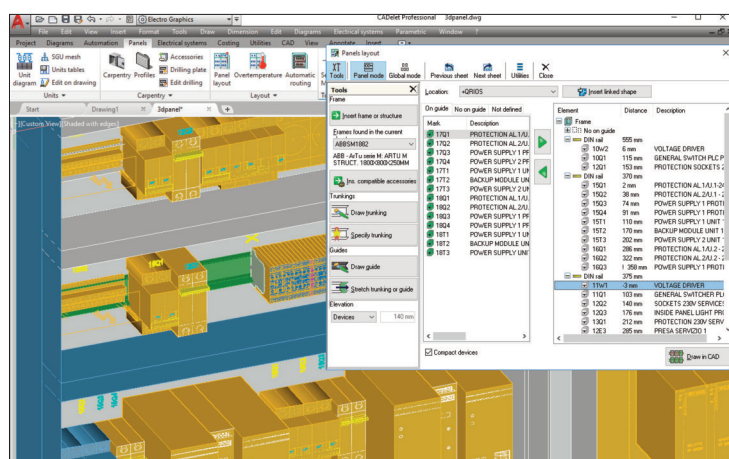 CADelet Professional 3dpanel.dwg
Electro Graphics
File Edit View Insert Format Tools Draw Dimension Edit Diagrams Electrical systems Parametric Window ?
Project Diagrams Automation Panels Electrical systems Costing Utilities CAD View Annotate Insert
Unit diagram
SGU mesh
Units tables
Edit on drawing
Units
Carpentry Profiles
Accessories
Drilling plate
Edit drilling
Carpentry
Panel layout Overtemperature Automatic routing
Layout
Start Drawing1 3dpanel*
[-][Custom View][Shaded with edges]
Panels layout
Tools Panel mode Global mode Previous sheet Next sheet Utilities Close
Tools
Frame
Insert frame or structure
Frames found in the current
ABBSM1882
ABB - ArTu serie M: ARTU M
STRUCT. 1800X800X250MM
Ins. compatible accessories
Trunkings
Draw trunking
Specify trunking
Guides
Draw guide
Stretch trunking or guide
Elevation
Devices 140 mm
Location: +QRIOS
Insert linked shape
On guide No on guide Not defined
Mark Description
17Q1 PROTECTION AL.1/U.
17Q2 PROTECTION AL.2/U.
17Q3 POWER SUPPLY 1 PF
17Q4 POWER SUPPLY 2 PF
17T1 POWER SUPPLY 1 UN
17T2 BACKUP MODULE UN
17T3 POWER SUPPLY 2 UN
18Q1 PROTECTION AL.1/U.
18Q2 PROTECTION AL.2/U.
18Q3 POWER SUPPLY 1 PF
18Q4 POWER SUPPLY 1 PF
18T1 POWER SUPPLY 1 UN
18T2 BACKUP MODULE UN
18T3 POWER SUPPLY UNI
Compact devices
Element Distance Description
Frame
No on guide
DIN rail 555 mm
10W2 6 mm VOLTAGE DRIVER
10Q1 115 mm GENERAL SWITCH PLC P
12Q1 153 mm PROTECTION SOCKETS 2
DIN rail 370 mm
15Q1 2 mm PROTECTION AL.1/U.1-24
15Q2 38 mm PROTECTION AL.2/U.1 - 2
15Q3 74 mm POWER SUPPLY 1 PROTI
15Q4 91 mm POWER SUPPLY 1 PROTI
15T1 110 mm POWER SUPPLY 1 UNIT 1
15T2 170 mm BACKUP MODULE UNIT 1
15T3 202 mm POWER SUPPLY 2 UNIT
16Q1 286 mm PROTECTION AL.1/U.2 - 2
16Q2 322 mm PROTECTION AL.2/U.2 - 2
16Q3 ! 358 mm POWER SUPPLY 1 PROTI
DIN rail 375 mm
11W1 -3 mm VOLTAGE DRIVER
11Q1 103 mm GENERAL SWITCHER PL
12Q2 140 mm SOCKETS 230V SERVICES
12Q3 176 mm INSIDE PANEL LIGHT PRO
13Q1 212 mm PROTECTION 230V SERV
12E3 285 mm PRESA SERVIZIO 1
Draw in CAD
18Q1